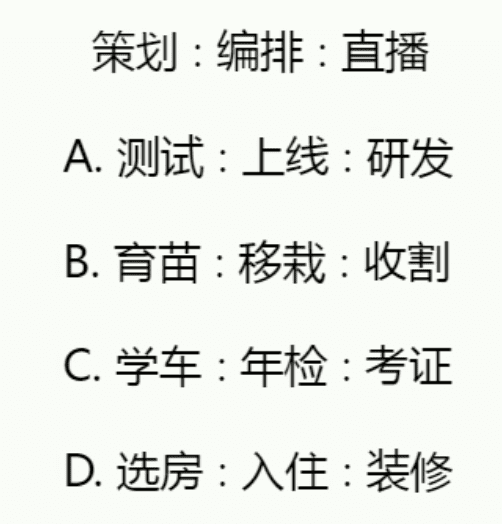 策划 : 编排 : 直播
A. 测试 : 上线 : 研发
B. 育苗 : 移栽 : 收割
C. 学车 : 年检 : 考证
D. 选房 : 入住 : 装修